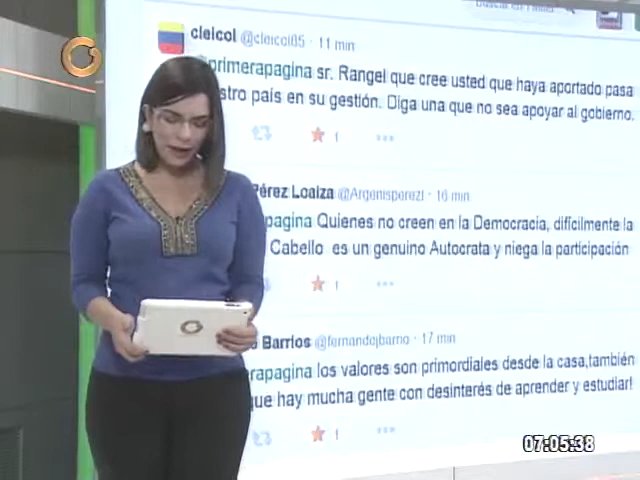 cleicol @cleicol05 · 11 min
@primerapagina sr. Rangel que cree usted que haya aportado pasa
stro país en su gestión. Diga una que no sea apoyar al gobierno.
1
Pérez Loaiza @Argenisperezl · 16 min
pagina Quienes no creen en la Democracia, difícilmente la
Cabello es un genuino Autocrata y niega la participación
1
Barrios @fernandojbarrio · 17 min
erapagina los valores son primordiales desde la casa,también
que hay mucha gente con desinterés de aprender y estudiar!
1
07:05:38